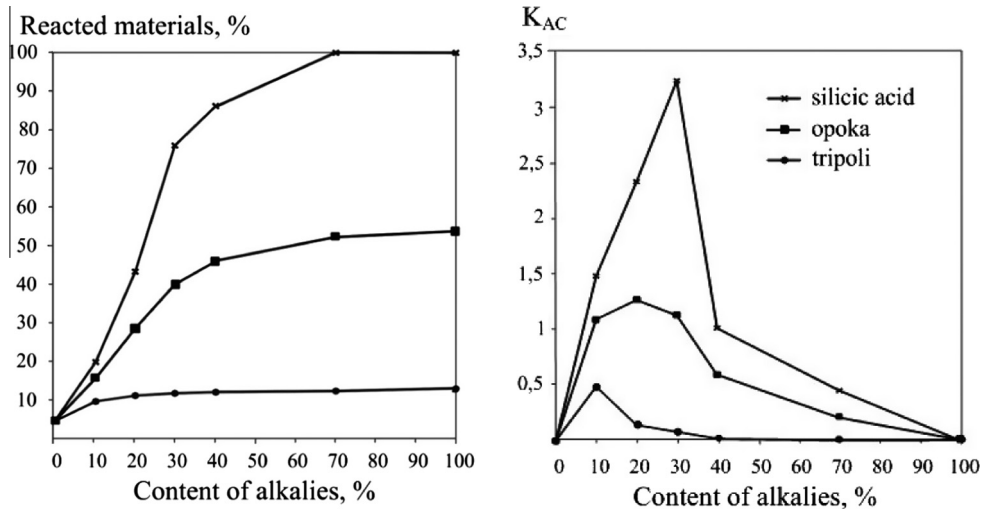 Reacted materials, %
100
90
80
70
60
50
40
30
20
10
0 10 20 30 40 50 60 70 80 90 100
Content of alkalies, %
K_AC
3,5
3
2,5
2
1,5
1
0,5
silicic acid
opoka
tripoli
0 10 20 30 40 50 60 70 80 90 100
Content of alkalies, %